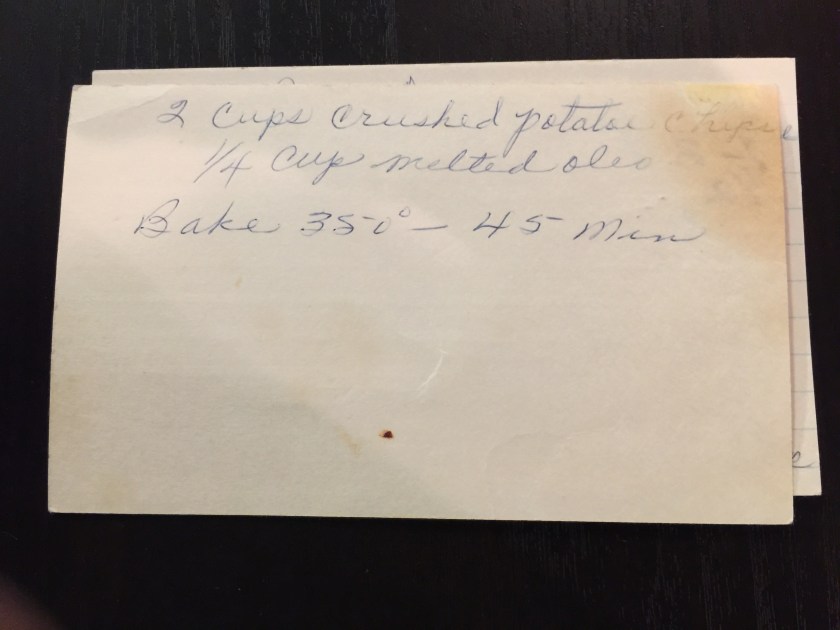 2 Cups Crushed potatoe Chips
1/4 Cup melted oleo
Bake 350° — 45 Min